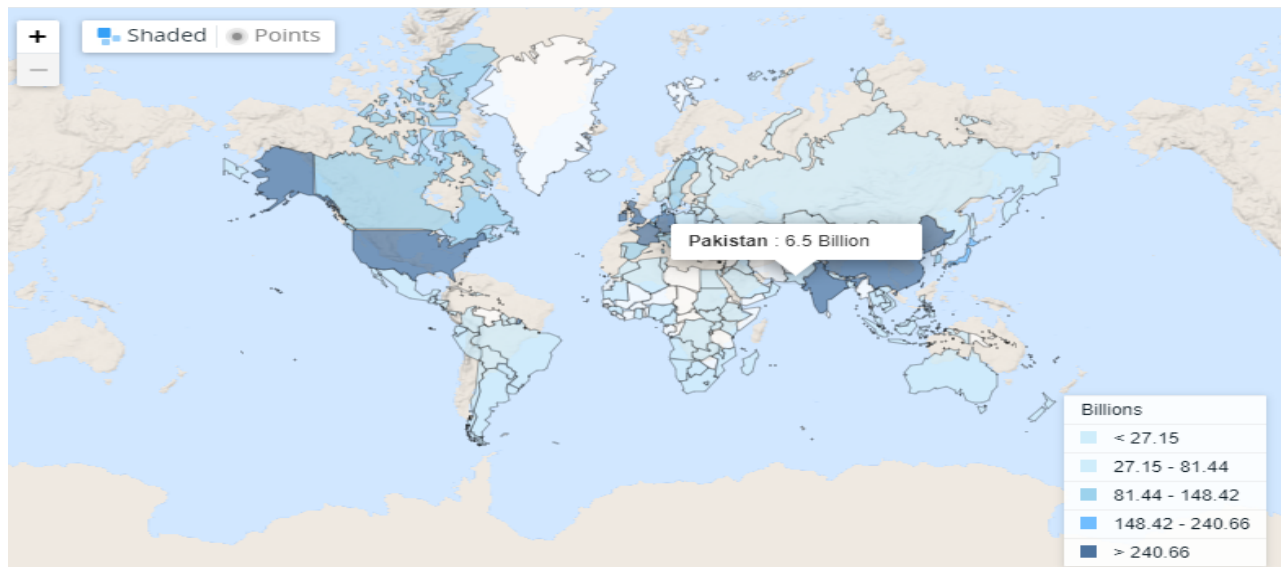 +
Shaded Points
−
Pakistan : 6.5 Billion
Billions
< 27.15
27.15 - 81.44
81.44 - 148.42
148.42 - 240.66
> 240.66